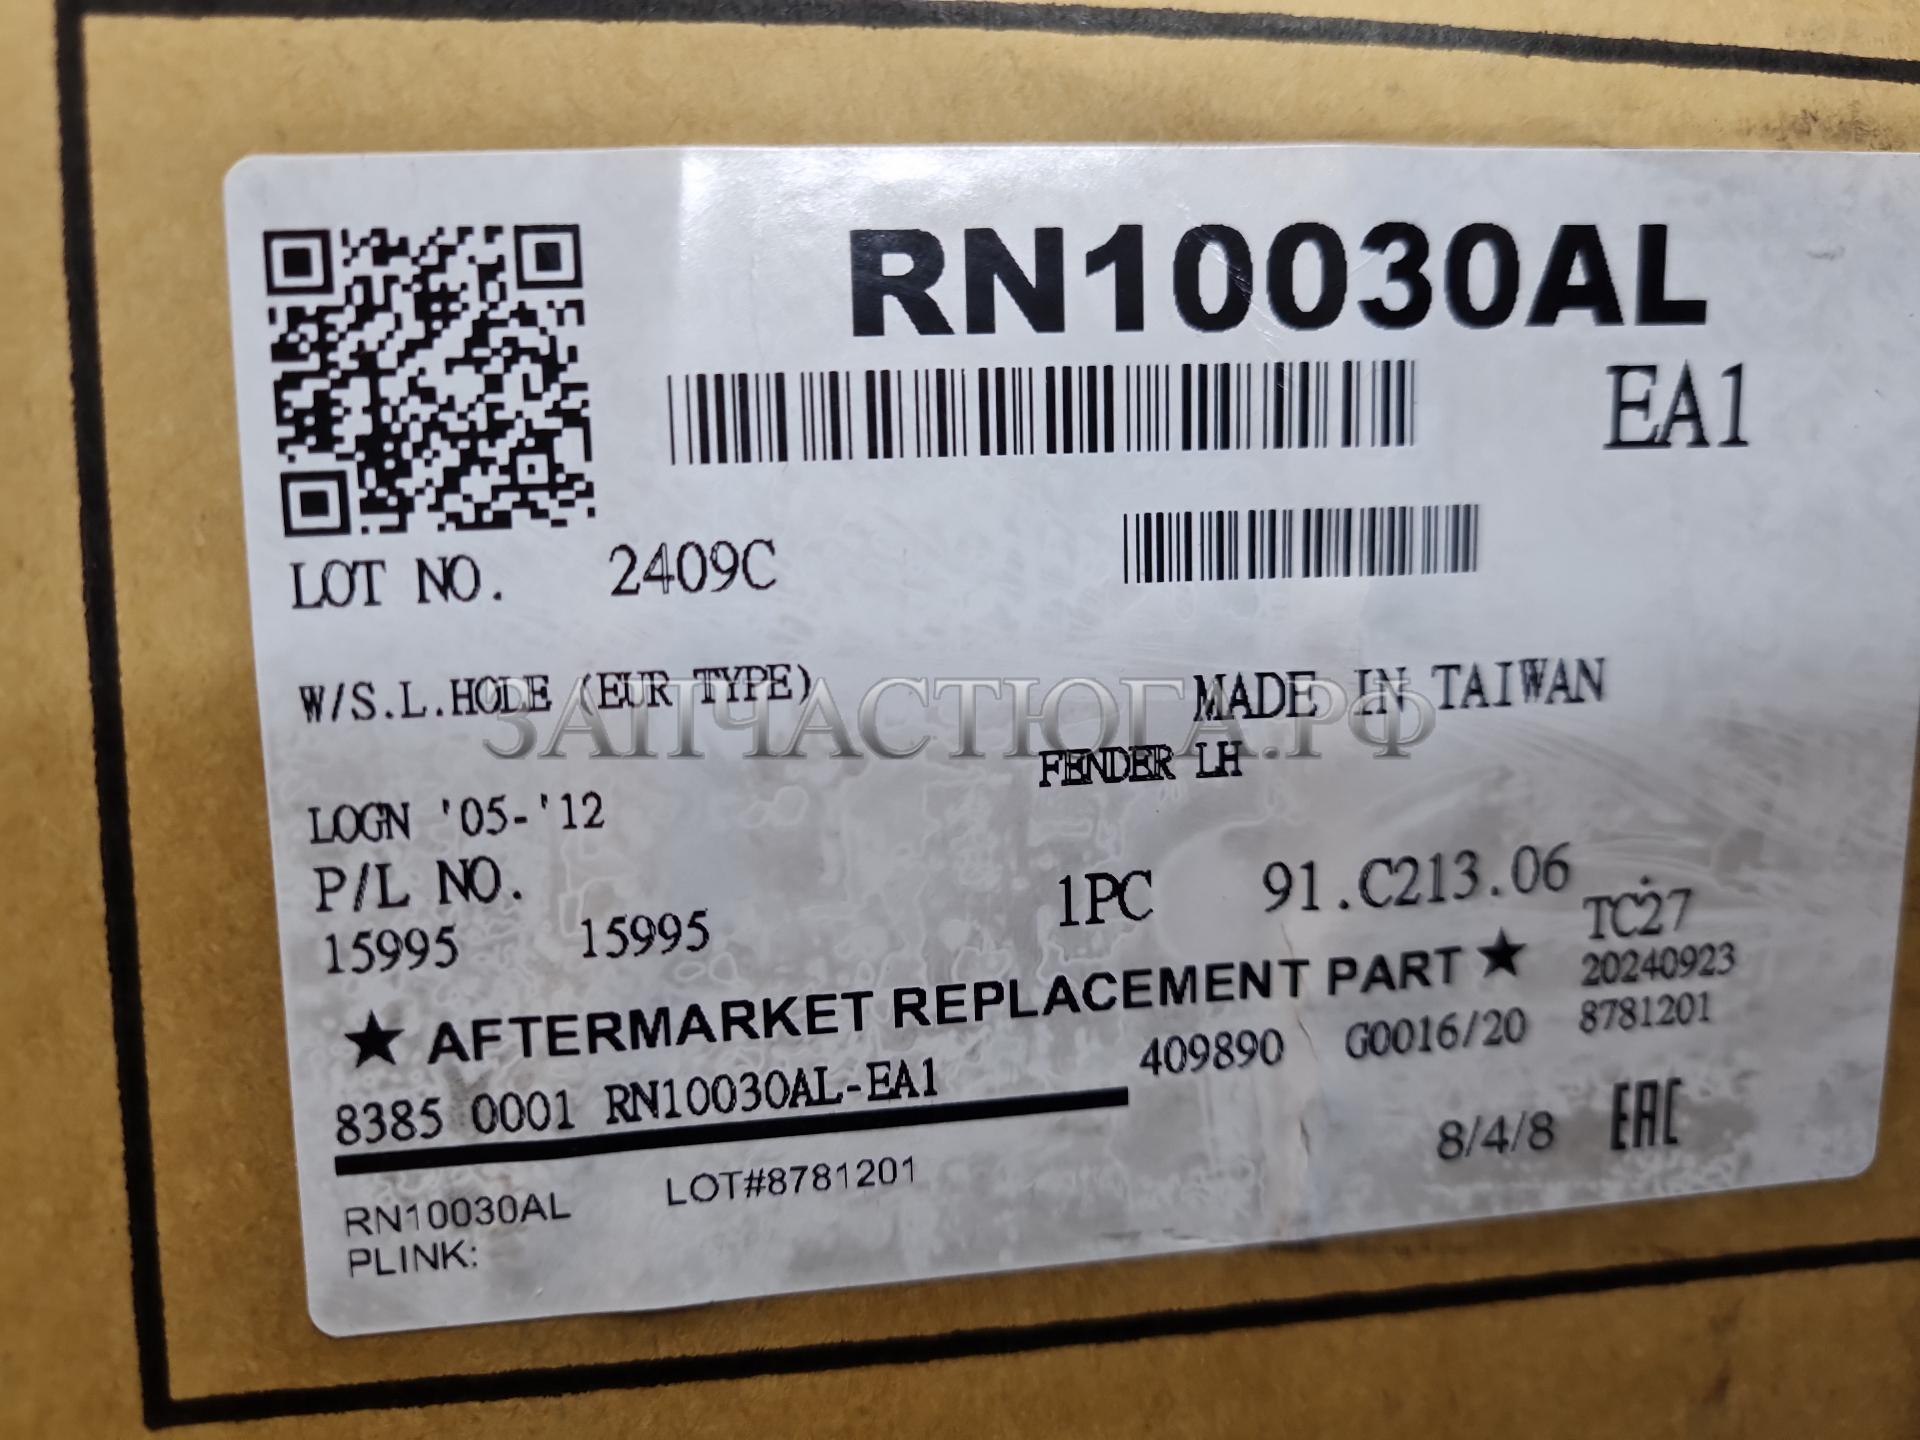 RN10030AL
EA1
LOT NO. 2409C
W/S.L.HOLE (EUR TYPE)
MADE IN TAIWAN
ЗАПЧАСТЮГА.РФ
FENDER LH
LOGN '05-'12
P/L NO.
1PC 91.C213.06
15995 15995
TC27
20240923
★ AFTERMARKET REPLACEMENT PART ★
8781201
8385 0001 RN10030AL-EA1 409890 G0016/20
8/4/8 EAC
RN10030AL LOT#8781201
PLINK: